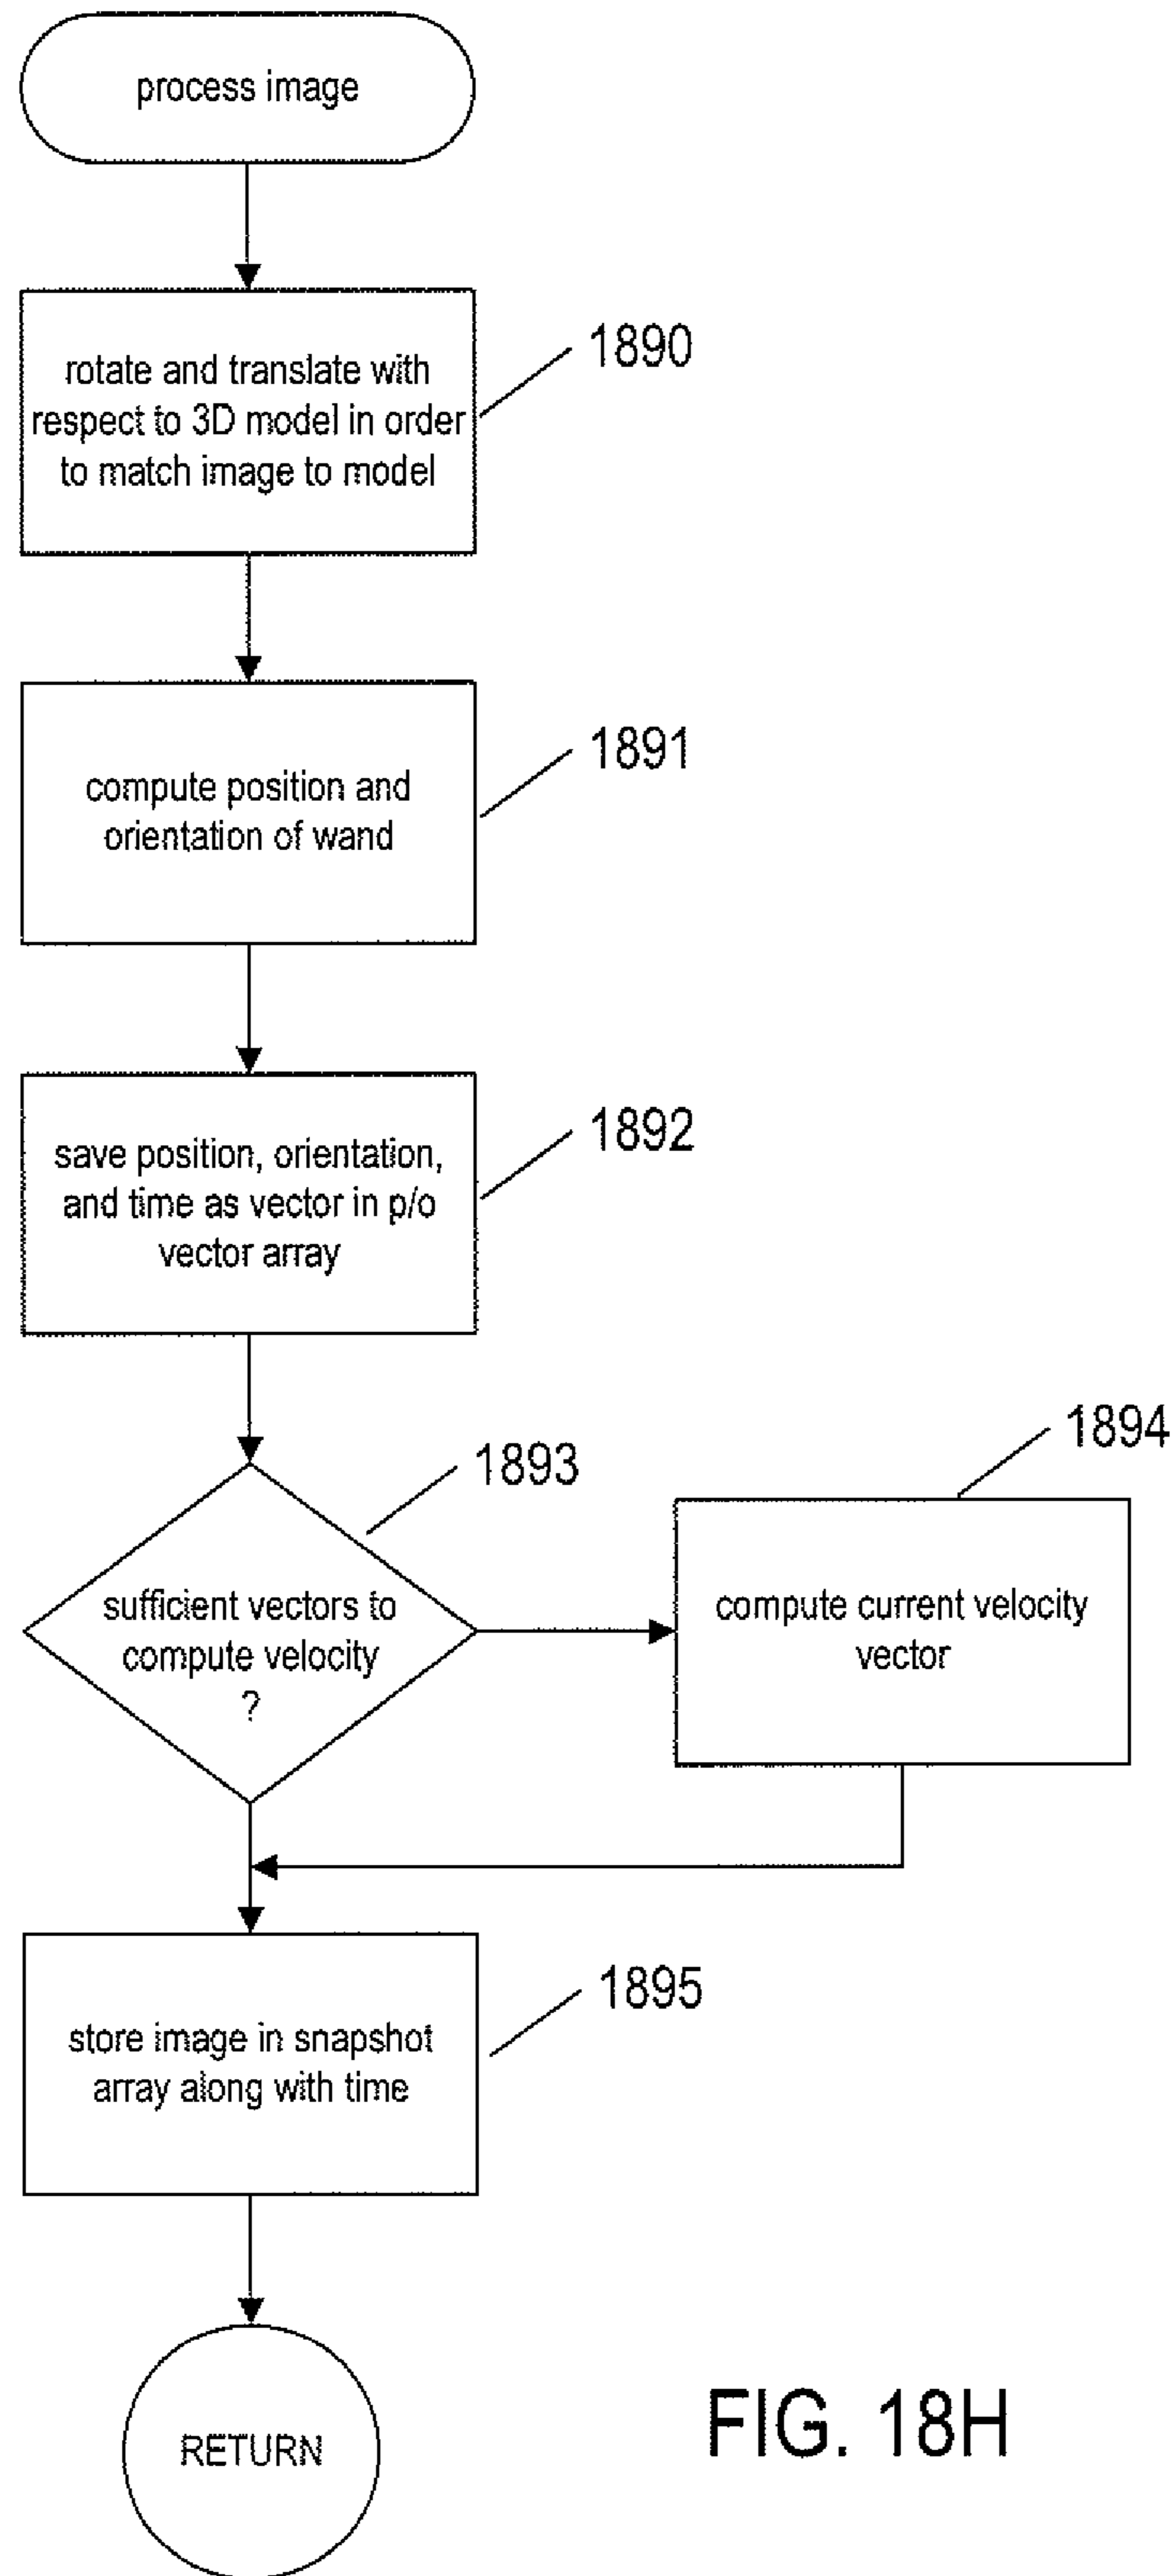 process image
1890
rotate and translate with
respect to 3D model in order
to match image to model
1891
compute position and
orientation of wand
1892
save position, orientation,
and time as vector in p/o
vector array
1893
sufficient vectors to
compute velocity
?
1894
compute current velocity
vector
1895
store image in snapshot
array along with time
RETURN
FIG. 18H